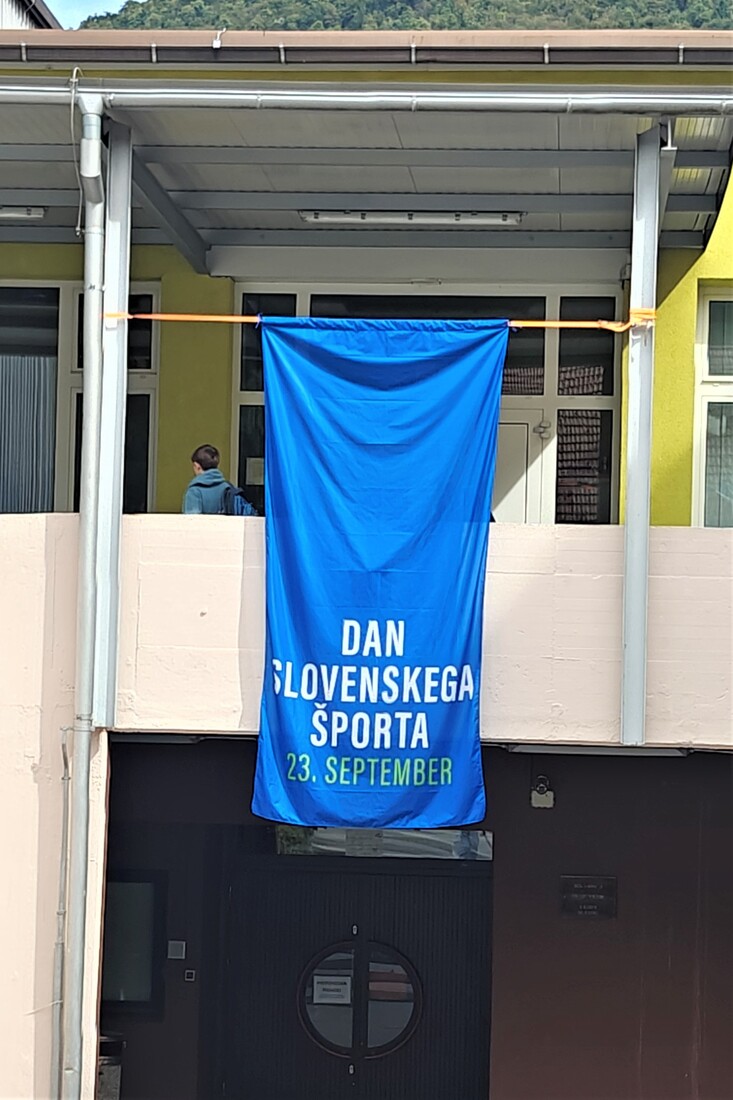 DAN
SLOVENSKEGA
ŠPORTA
23. SEPTEMBER